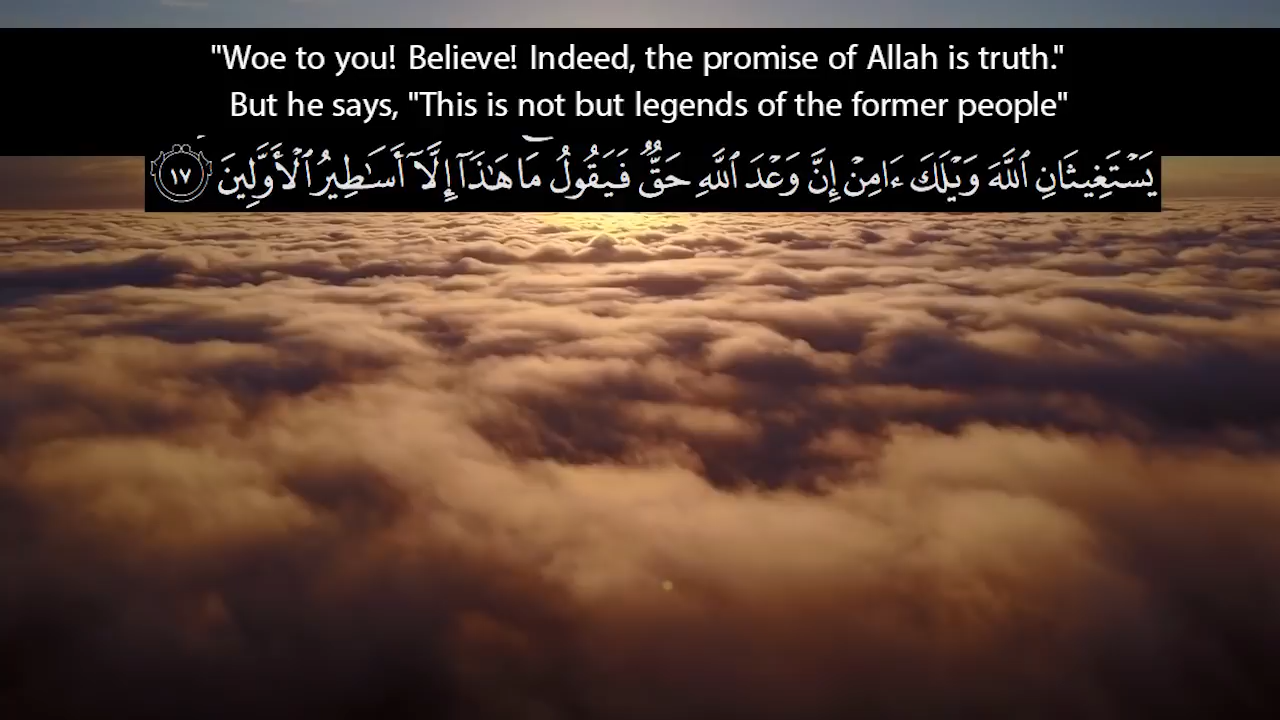 "Woe to you! Believe! Indeed, the promise of Allah is truth."
But he says, "This is not but legends of the former people"
يَسْتَغِيثَانِ ٱللَّهَ وَيْلَكَ ءَامِنْ إِنَّ وَعْدَ ٱللَّهِ حَقٌّ فَيَقُولُ مَا هَـٰذَآ إِلَّآ أَسَـٰطِيرُ ٱلْأَوَّلِينَ ١٧